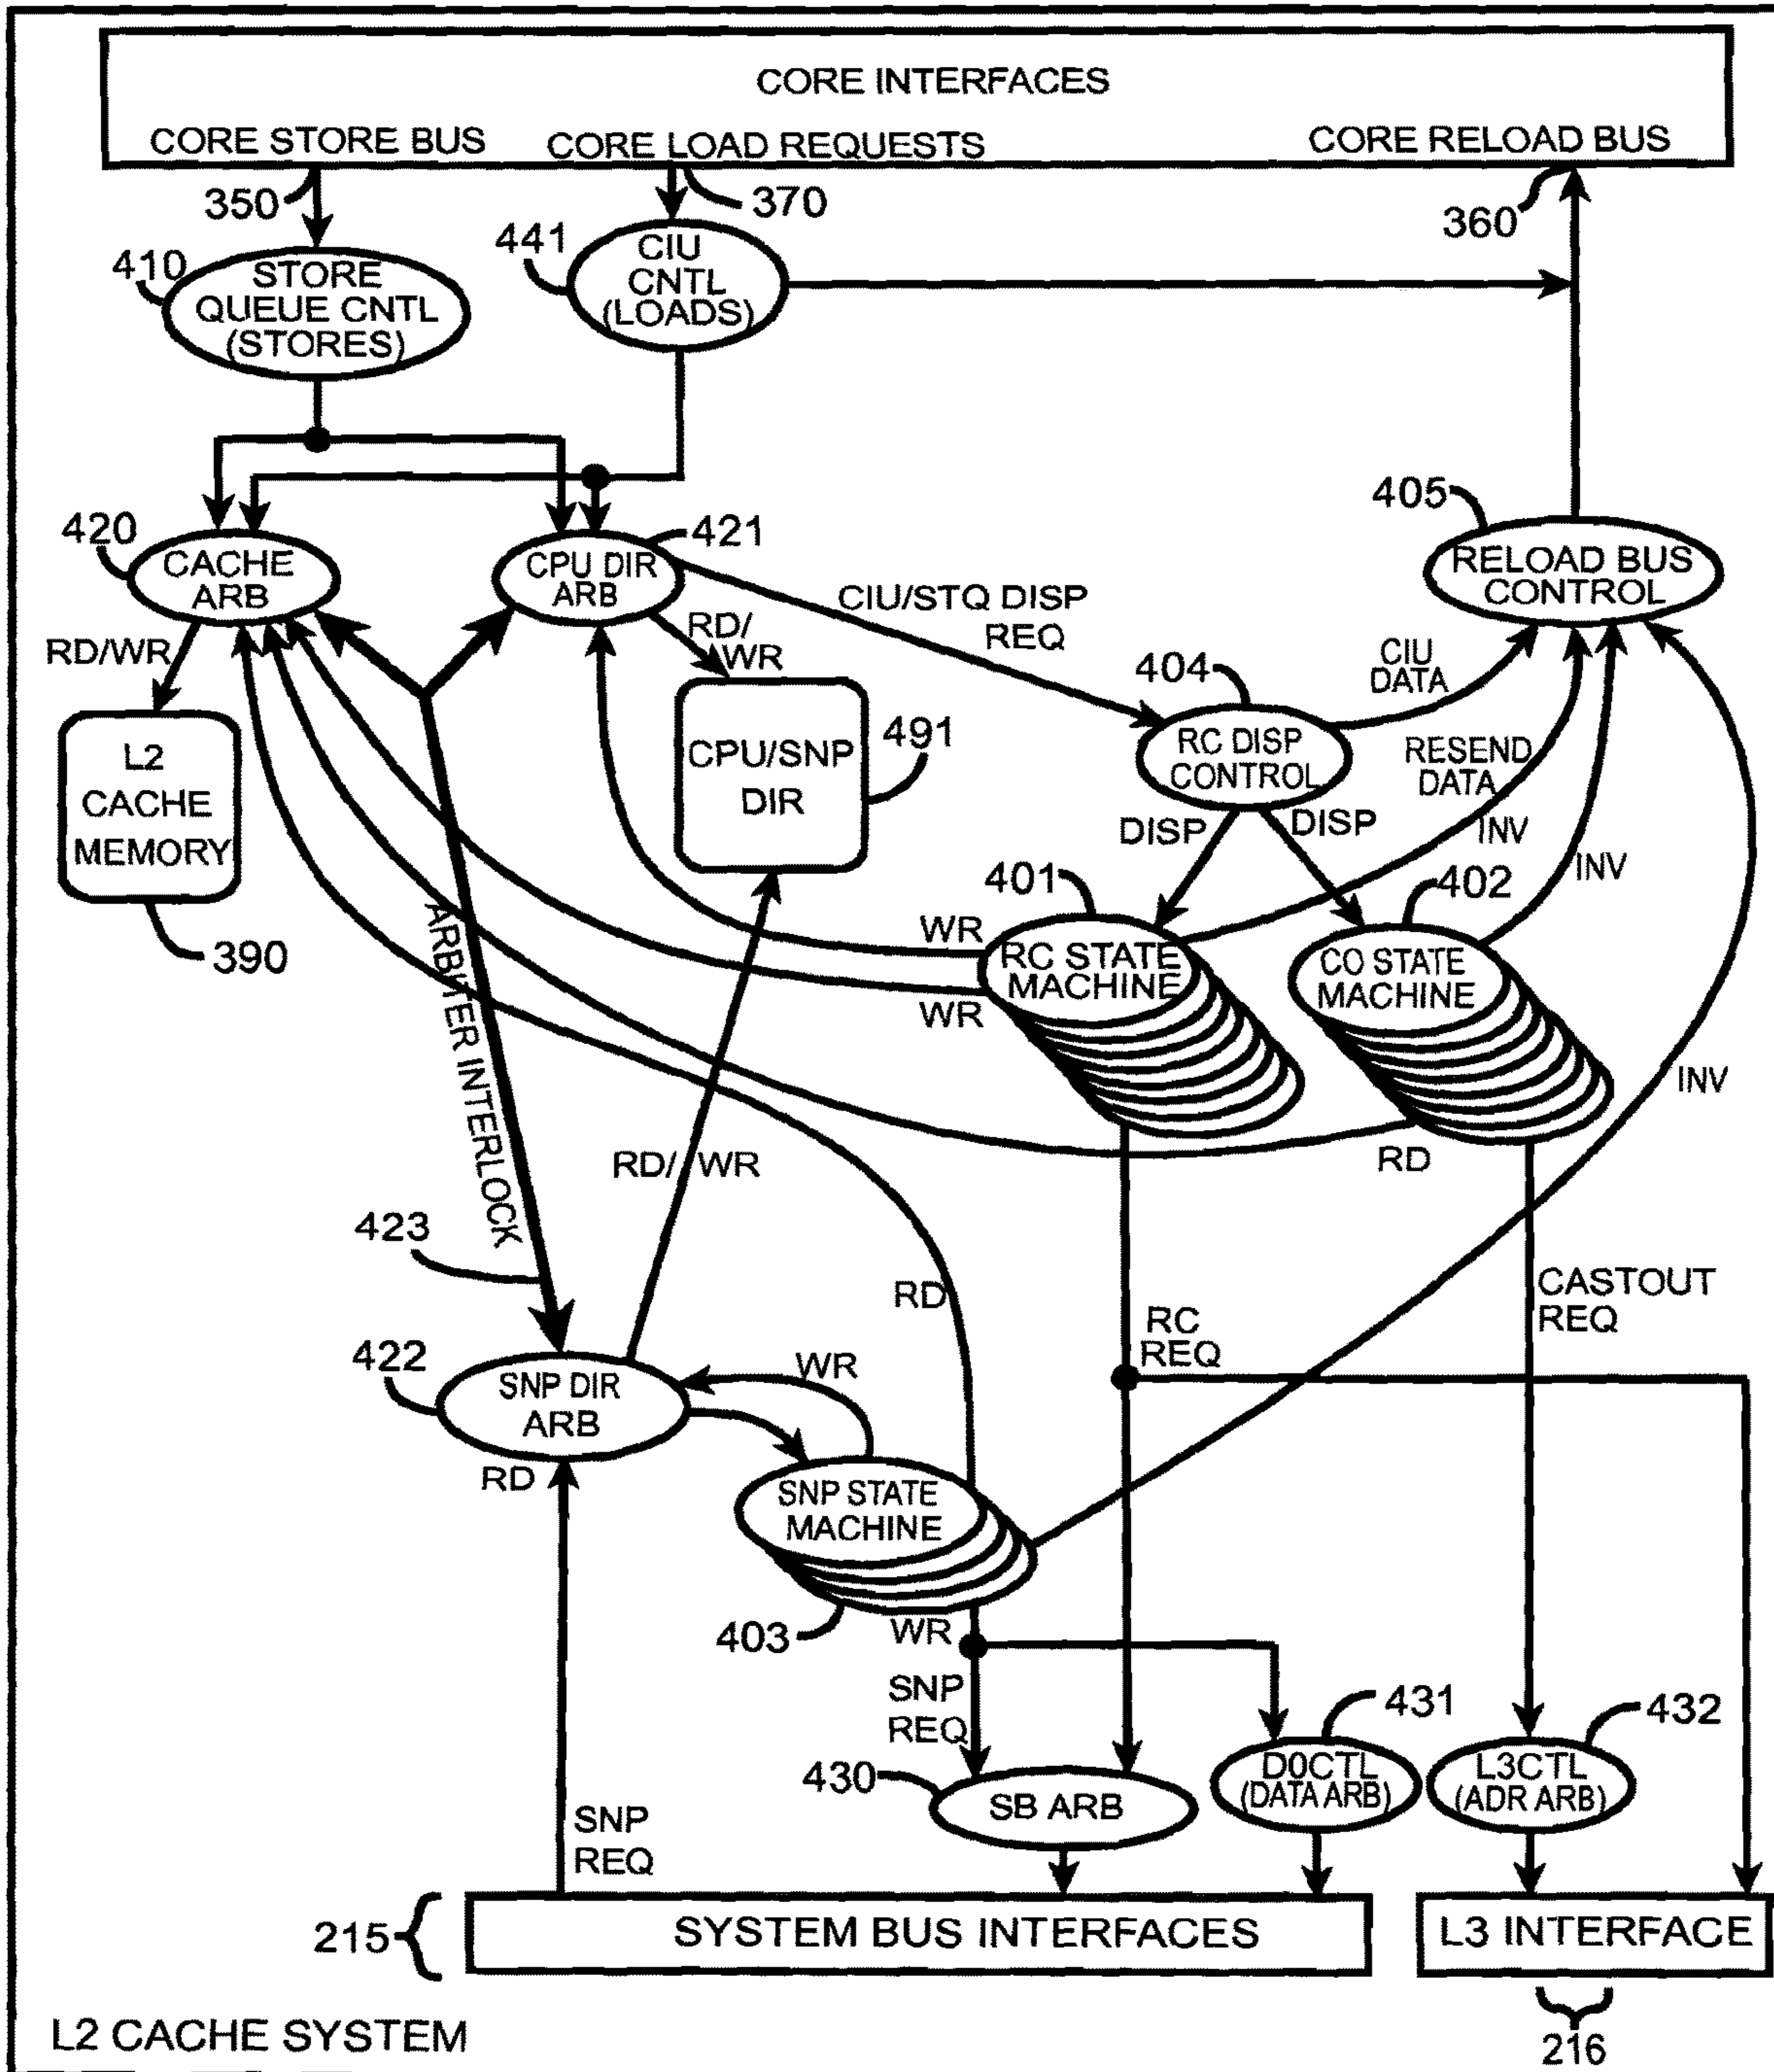 CORE INTERFACES
CORE STORE BUS
CORE LOAD REQUESTS
CORE RELOAD BUS
350
370
360
410
STORE
QUEUE CNTL
(STORES)
441
CIU
CNTL
(LOADS)
420
CACHE
ARB
421
CPU DIR
ARB
405
RELOAD BUS
CONTROL
CIU/STQ DISP
REQ
RD/WR
RD/
WR
404
RC DISP
CONTROL
CIU
DATA
L2
CACHE
MEMORY
390
CPU/SNP
DIR
491
RESEND
DATA
DISP
DISP
INV
INV
401
402
WR
RC STATE
MACHINE
WR
CO STATE
MACHINE
INV
ARBITER INTERLOCK
RD/ WR
RD
423
RD
CASTOUT
REQ
RC
REQ
422
SNP DIR
ARB
WR
RD
SNP STATE
MACHINE
403
WR
SNP
REQ
431
432
430
SB ARB
D0CTL
(DATA ARB)
L3CTL
(ADR ARB)
SNP
REQ
215
SYSTEM BUS INTERFACES
L3 INTERFACE
216
L2 CACHE SYSTEM